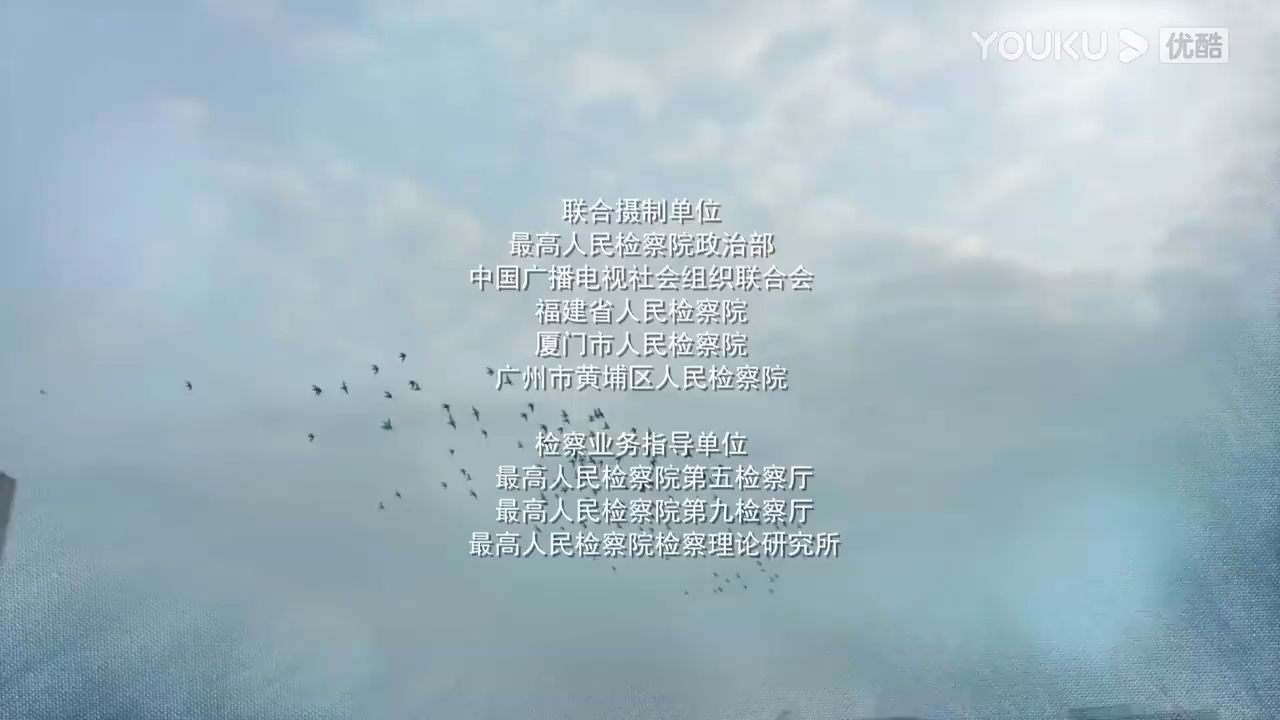 YOUKU 优酷
联合摄制单位
最高人民检察院政治部
中国广播电视社会组织联合会
福建省人民检察院
厦门市人民检察院
广州市黄埔区人民检察院
检察业务指导单位
最高人民检察院第五检察厅
最高人民检察院第九检察厅
最高人民检察院检察理论研究所